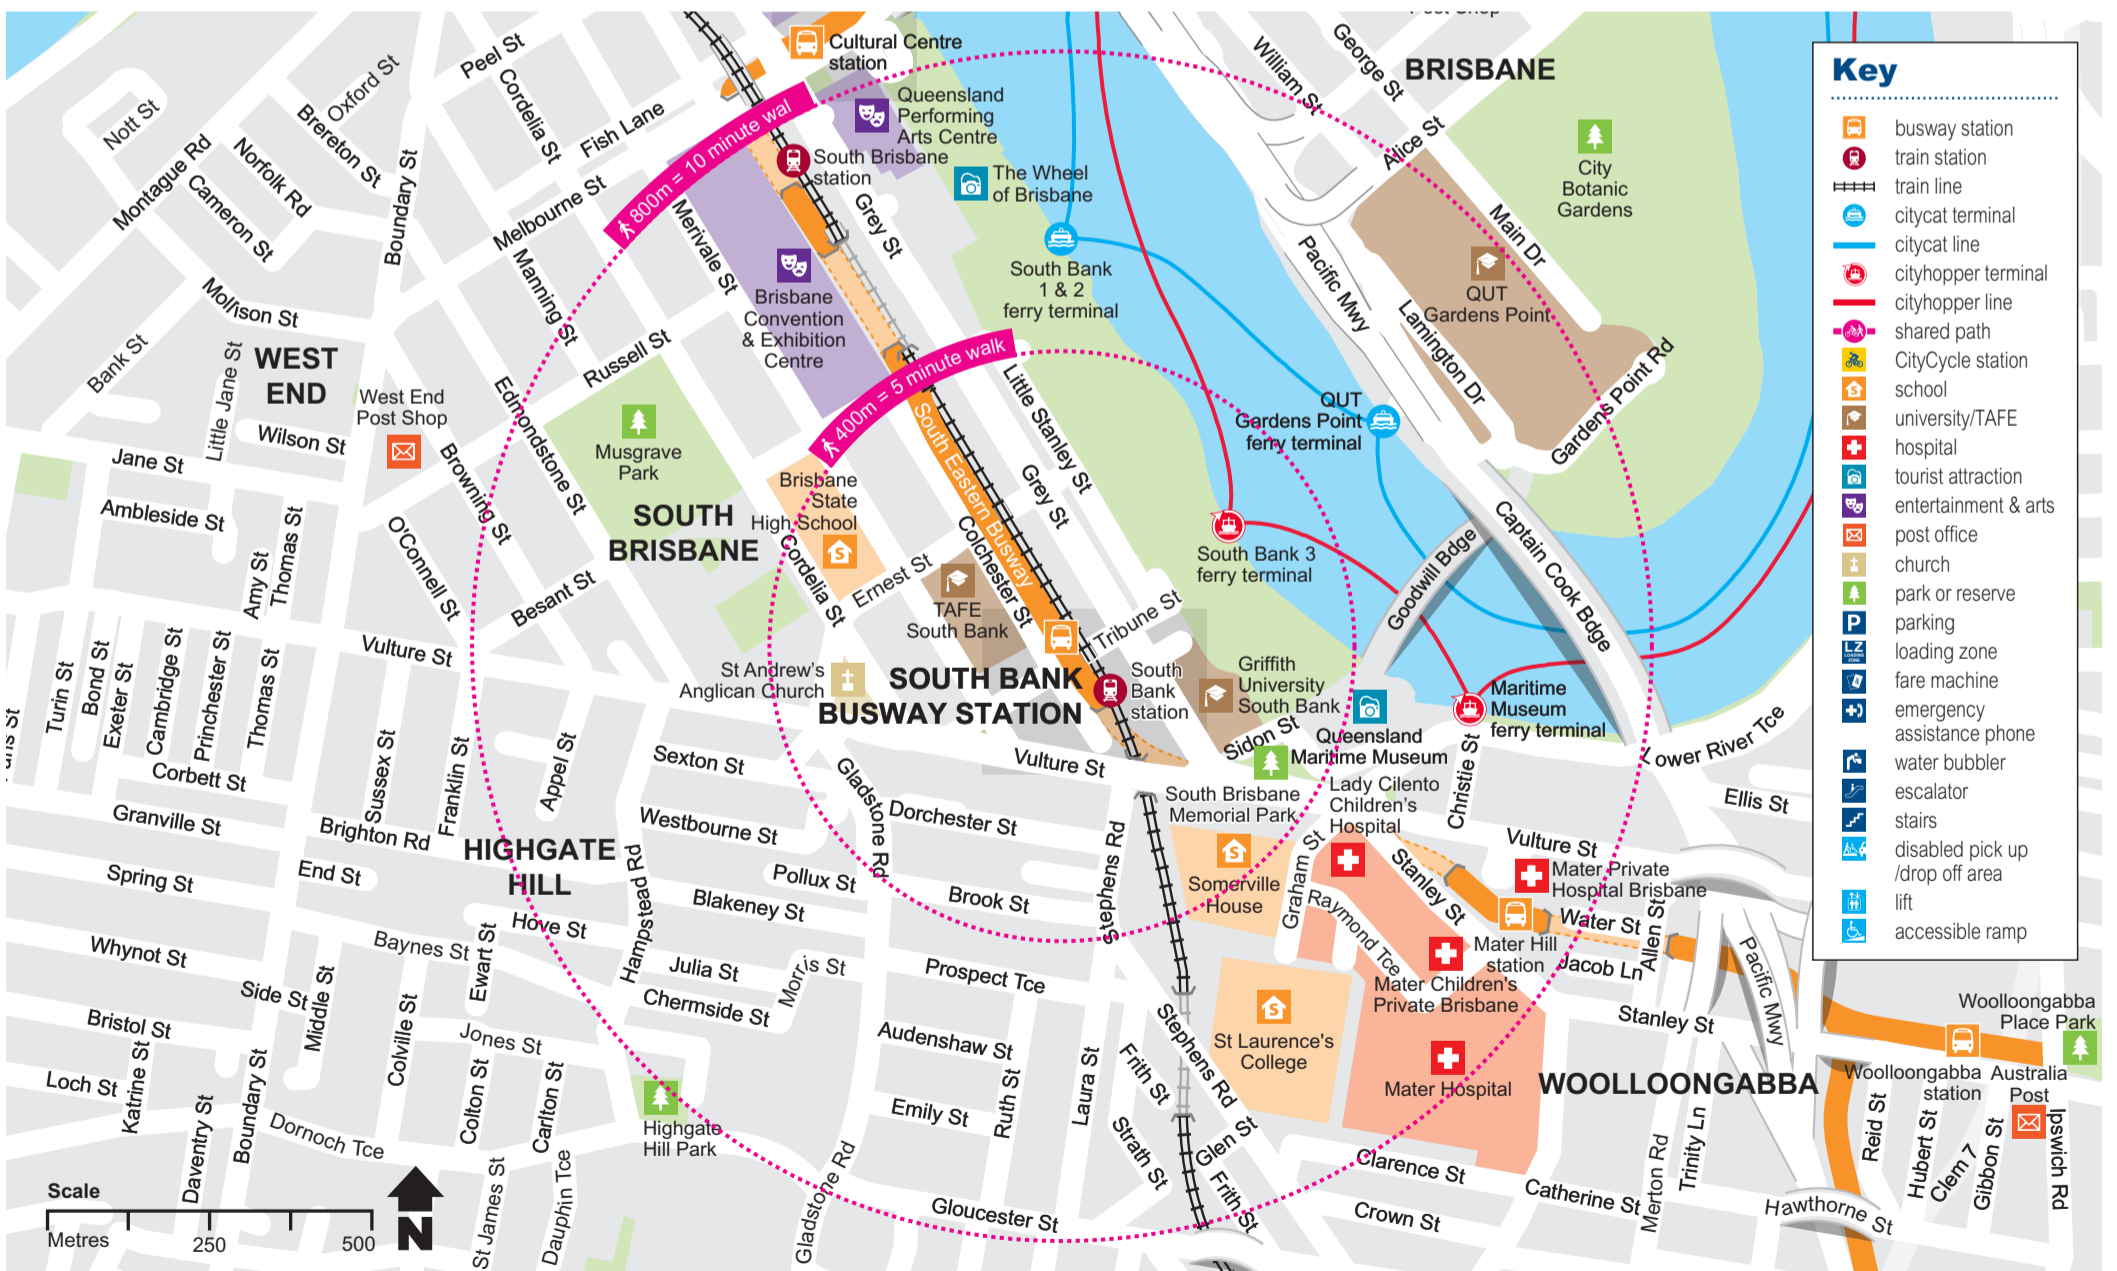 Cultural Centre
station
Peel St
Oxford St
Nott St
Brereton St
Cordelia St
Fish Lane
Montague Rd
Norfolk Rd
Cameron St
Boundary St
Melbourne St
800m = 10 minute wal
Queensland
Performing
Arts Centre
South Brisbane
station
The Wheel
of Brisbane
William St
George St
BRISBANE
Alice St
City
Botanic
Gardens
Main Dr
Grey St
Merivale St
Manning St
Mollison St
Bank St
Little Jane St
WEST
END
West End
Post Shop
Wilson St
Jane St
Ambleside St
Russell St
Edmondstone St
Browning St
Brisbane
Convention
& Exhibition
Centre
South Bank
1 & 2
ferry terminal
Pacific Mwy
QUT
Gardens Point
Lamington Dr
Gardens Point Rd
400m = 5 minute walk
Little Stanley St
Grey St
QUT
Gardens Point
ferry terminal
Musgrave
Park
Brisbane
State
High School
SOUTH
BRISBANE
South Eastern Busway
Colchester St
Cordelia St
Ernest St
TAFE
South Bank
South Bank 3
ferry terminal
Goodwill Bdge
Captain Cook Bdge
Tribune St
O'Connell St
Besant St
Vulture St
Amy St
Thomas St
Turin St
Bond St
Exeter St
Cambridge St
Princhester St
Thomas St
Corbett St
St Andrew's
Anglican Church
SOUTH BANK
BUSWAY STATION
South
Bank
station
Griffith
University
South Bank
Sidon St
Queensland
Maritime Museum
Maritime
Museum
ferry terminal
Lower River Tce
Christie St
Ellis St
Vulture St
Sexton St
Gladstone Rd
South Brisbane
Memorial Park
Lady Cilento
Children's
Hospital
Vulture St
Sussex St
Franklin St
Appel St
Granville St
Brighton Rd
Westbourne St
Dorchester St
Stephens Rd
Somerville
House
Graham St
Stanley St
Mater Private
Hospital Brisbane
HIGHGATE
HILL
Hampstead Rd
Spring St
End St
Pollux St
Blakeney St
Brook St
Raymond Tce
Water St
Allen St
Mater Hill
station
Jacob Ln
Pacific Mwy
Hove St
Whynot St
Baynes St
Ewart St
Julia St
Morris St
Chermside St
Prospect Tce
Mater Children's
Private Brisbane
Stanley St
Woolloongabba
Place Park
Side St
Middle St
Colville St
Bristol St
Jones St
Audenshaw St
Stephens Rd
St Laurence's
College
Mater Hospital
WOOLLOONGABBA
Woolloongabba
station
Australia
Post
Loch St
Katrine St
Daventry St
Boundary St
Dornoch Tce
Colton St
Carlton St
Highgate
Hill Park
Emily St
Ruth St
Laura St
Frith St
Strath St
Glen St
Frith St
Clarence St
Catherine St
Crown St
Merton Rd
Trinity Ln
Reid St
Hubert St
Clem 7
Gibbon St
Ipswich Rd
Hawthorne St
Gloucester St
Gladstone Rd
St James St
Dauphin Tce
Scale
Metres
250
500
N
Key
busway station
train station
train line
citycat terminal
citycat line
cityhopper terminal
cityhopper line
shared path
CityCycle station
school
university/TAFE
hospital
tourist attraction
entertainment & arts
post office
church
park or reserve
P parking
LZ LOADING ZONE loading zone
fare machine
emergency
assistance phone
water bubbler
escalator
stairs
disabled pick up
/drop off area
lift
accessible ramp